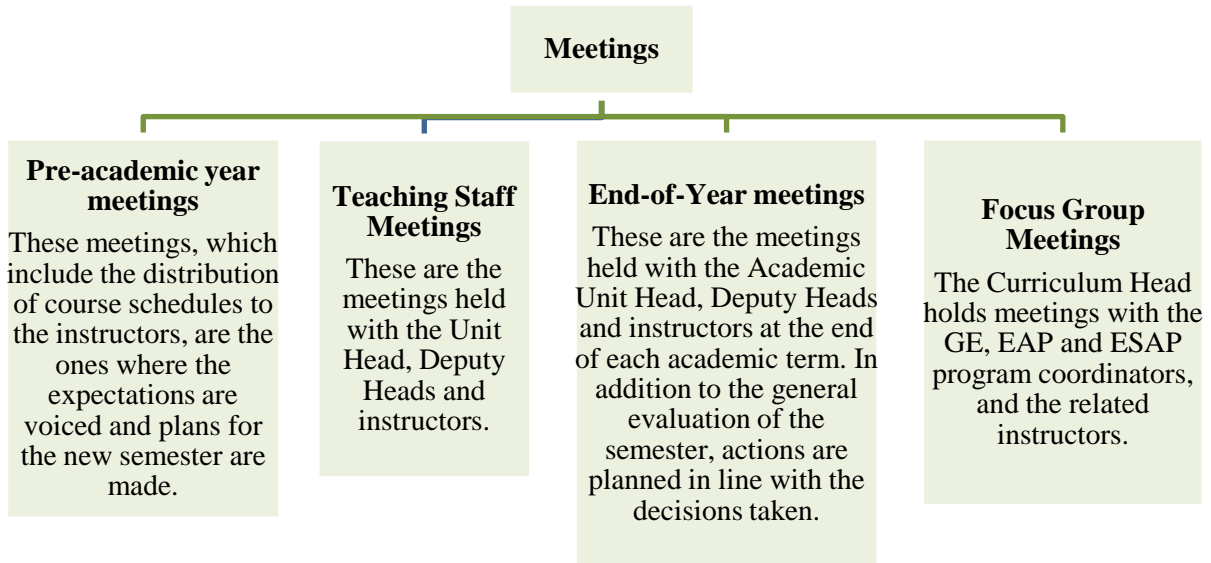 Meetings
Pre-academic year
meetings
These meetings, which
include the distribution
of course schedules to
the instructors, are the
ones where the
expectations are
voiced and plans for
the new semester are
made.
Teaching Staff
Meetings
These are the
meetings held
with the Unit
Head, Deputy
Heads and
instructors.
End-of-Year meetings
These are the meetings
held with the Academic
Unit Head, Deputy Heads
and instructors at the end
of each academic term. In
addition to the general
evaluation of the
semester, actions are
planned in line with the
decisions taken.
Focus Group
Meetings
The Curriculum Head
holds meetings with the
GE, EAP and ESAP
program coordinators,
and the related
instructors.